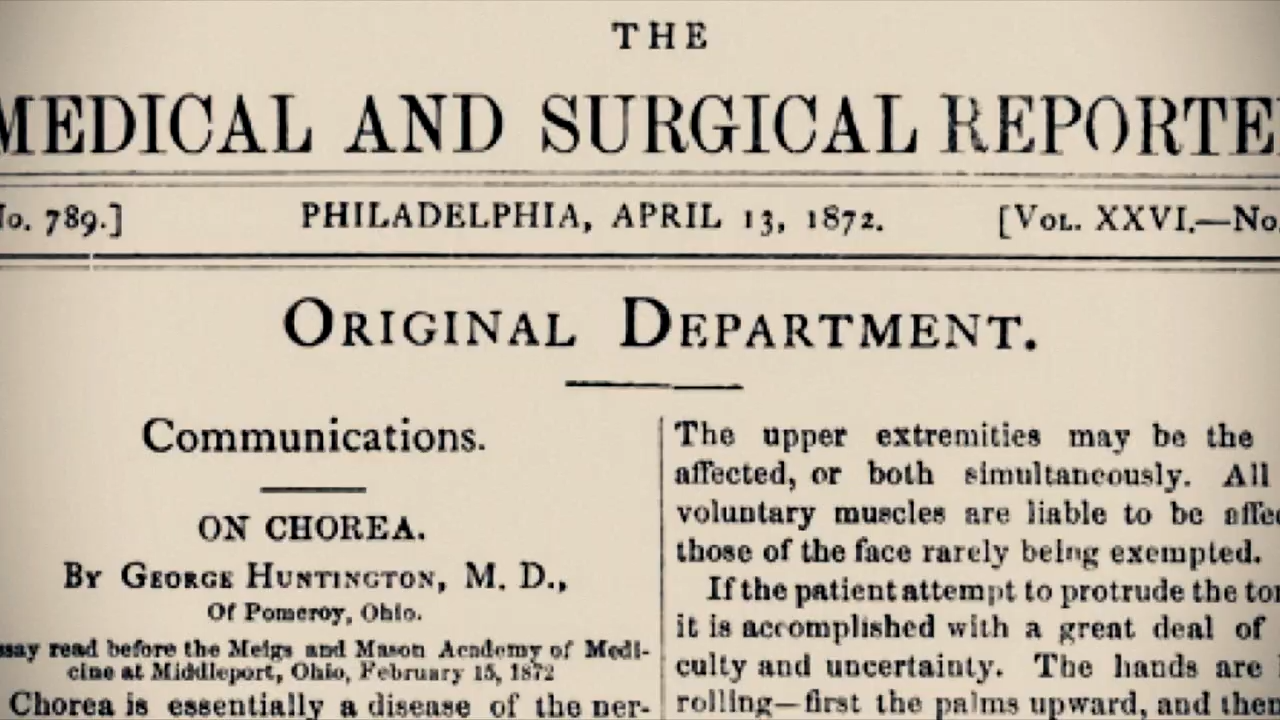 THE
MEDICAL AND SURGICAL REPORTE
No. 789.]
PHILADELPHIA, APRIL 13, 1872.
[VOL. XXVI.—No.
ORIGINAL DEPARTMENT.
Communications.
ON CHOREA.
BY GEORGE HUNTINGTON, M. D.,
Of Pomeroy, Ohio.
ssay read before the Meigs and Mason Academy of Medi-
cine at Middleport, Ohio, February 15, 1872
Chorea is essentially a disease of the ner-
The upper extremities may be the
affected, or both simultaneously. All
voluntary muscles are liable to be affec
those of the face rarely being exempted.
If the patient attempt to protrude the ton
it is accomplished with a great deal of
culty and uncertainty. The hands are
rolling—first the palms upward, and then